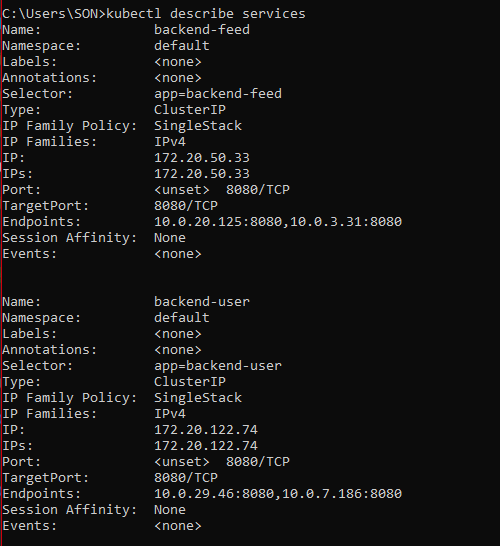 C:\Users\SON>kubectl describe services
Name:              backend-feed
Namespace:         default
Labels:            <none>
Annotations:       <none>
Selector:          app=backend-feed
Type:              ClusterIP
IP Family Policy:  SingleStack
IP Families:       IPv4
IP:                172.20.50.33
IPs:               172.20.50.33
Port:              <unset>  8080/TCP
TargetPort:        8080/TCP
Endpoints:         10.0.20.125:8080,10.0.3.31:8080
Session Affinity:  None
Events:            <none>
Name:              backend-user
Namespace:         default
Labels:            <none>
Annotations:       <none>
Selector:          app=backend-user
Type:              ClusterIP
IP Family Policy:  SingleStack
IP Families:       IPv4
IP:                172.20.122.74
IPs:               172.20.122.74
Port:              <unset>  8080/TCP
TargetPort:        8080/TCP
Endpoints:         10.0.29.46:8080,10.0.7.186:8080
Session Affinity:  None
Events:            <none>